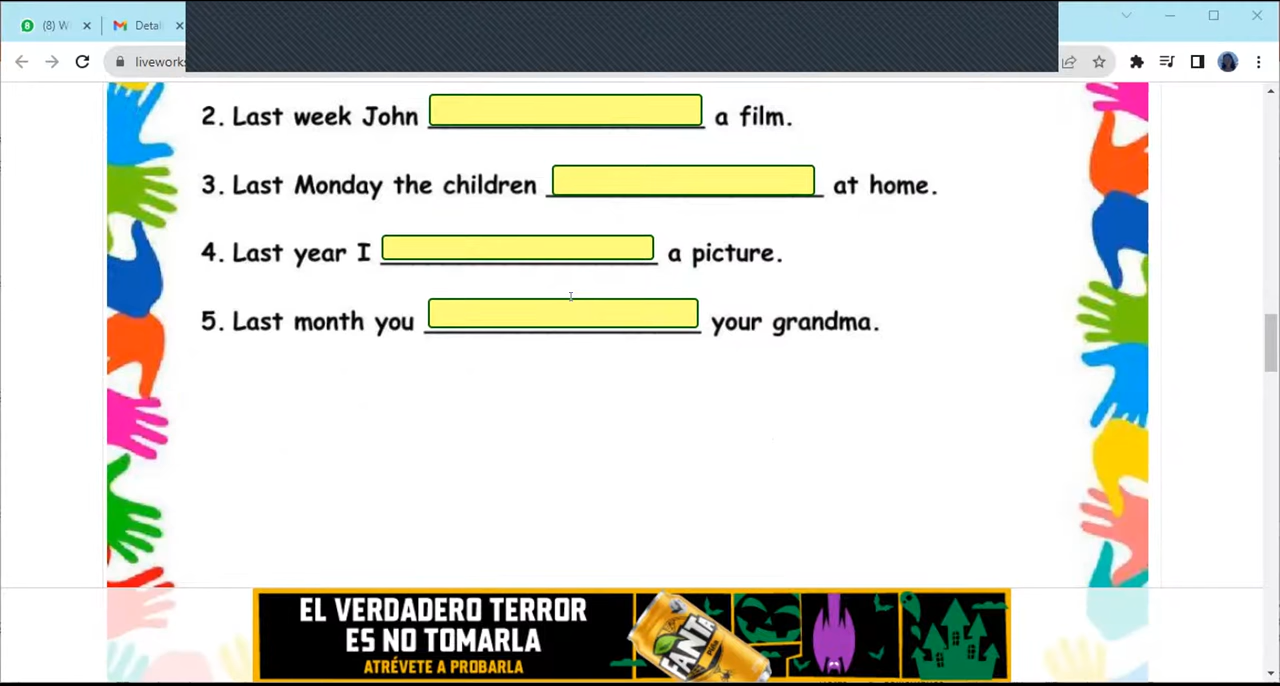 (8) W
Detai
liveworks
2. Last week John a film.
3. Last Monday the children at home.
4. Last year I a picture.
5. Last month you your grandma.
EL VERDADERO TERROR
ES NO TOMARLA
ATRÉVETE A PROBARLA
FANTA